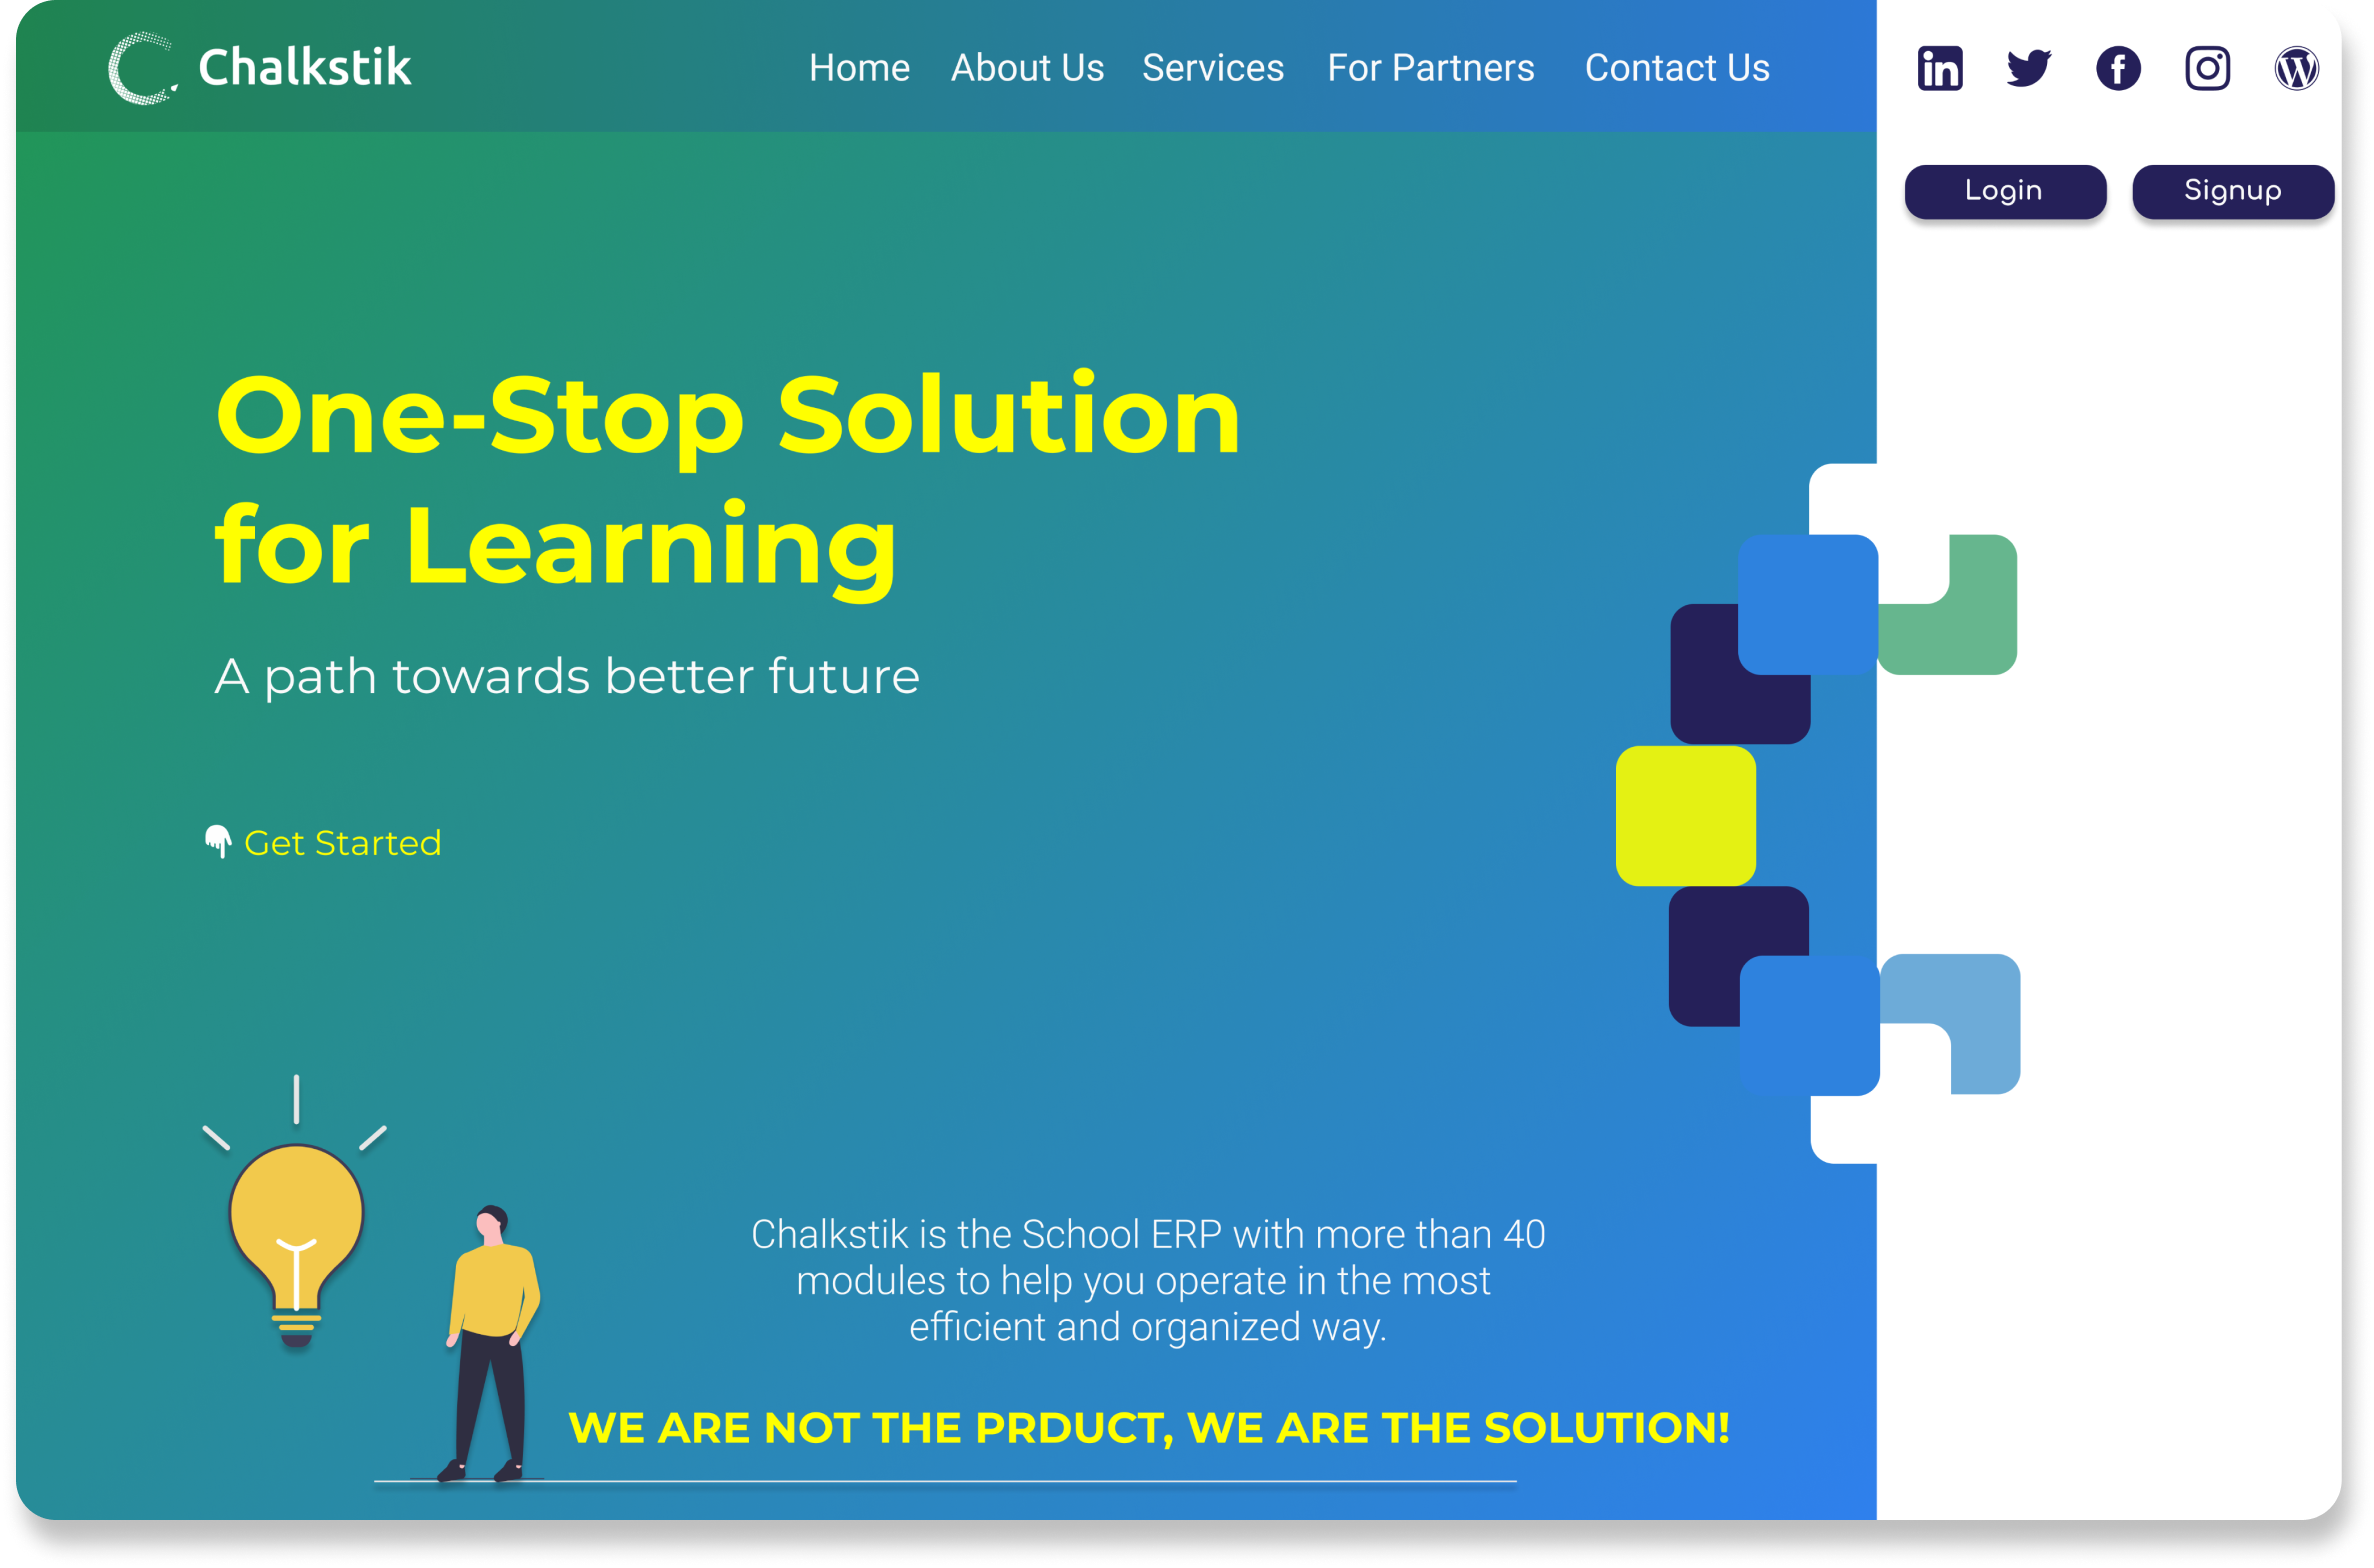 Chalkstik
Home About Us Services For Partners Contact Us
Login Signup
One-Stop Solution
for Learning
A path towards better future
Get Started
Chalkstik is the School ERP with more than 40
modules to help you operate in the most
efficient and organized way.
WE ARE NOT THE PRDUCT, WE ARE THE SOLUTION!